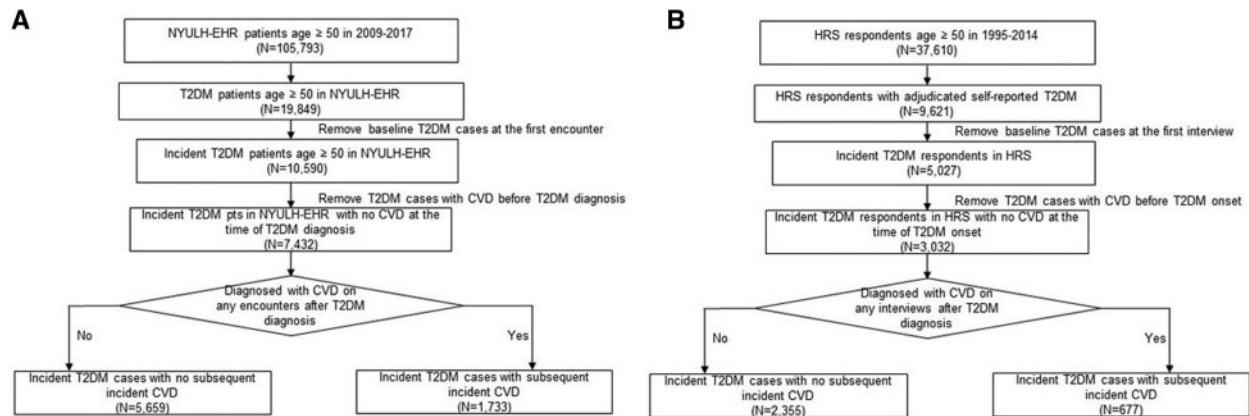 A
NYULH-EHR patients age ≥ 50 in 2009-2017
(N=105,793)
T2DM patients age ≥ 50 in NYULH-EHR
(N=19,849)
Remove baseline T2DM cases at the first encounter
Incident T2DM patients age ≥ 50 in NYULH-EHR
(N=10,590)
Remove T2DM cases with CVD before T2DM diagnosis
Incident T2DM pts in NYULH-EHR with no CVD at the
time of T2DM diagnosis
(N=7,432)
Diagnosed with CVD on
any encounters after T2DM
diagnosis
No
Yes
Incident T2DM cases with no subsequent
incident CVD
(N=5,659)
Incident T2DM cases with subsequent
incident CVD
(N=1,733)
B
HRS respondents age ≥ 50 in 1995-2014
(N=37,610)
HRS respondents with adjudicated self-reported T2DM
(N=9,621)
Remove baseline T2DM cases at the first interview
Incident T2DM respondents in HRS
(N=5,027)
Remove T2DM cases with CVD before T2DM onset
Incident T2DM respondents in HRS with no CVD at the
time of T2DM onset
(N=3,032)
Diagnosed with CVD on
any interviews after T2DM
diagnosis
No
Yes
Incident T2DM cases with no subsequent
incident CVD
(N=2,355)
Incident T2DM cases with subsequent
incident CVD
(N=677)